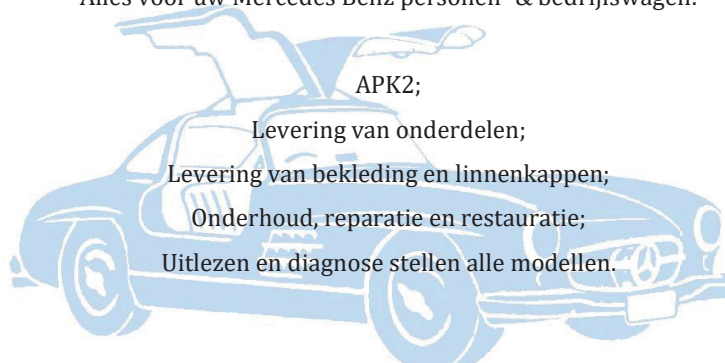 Alles voor uw Mercedes Benz personen- & bedrijfswagen:
APK2;
Levering van onderdelen;
Levering van bekleding en linnenkappen;
Onderhoud, reparatie en restauratie;
Uitlezen en diagnose stellen alle modellen.